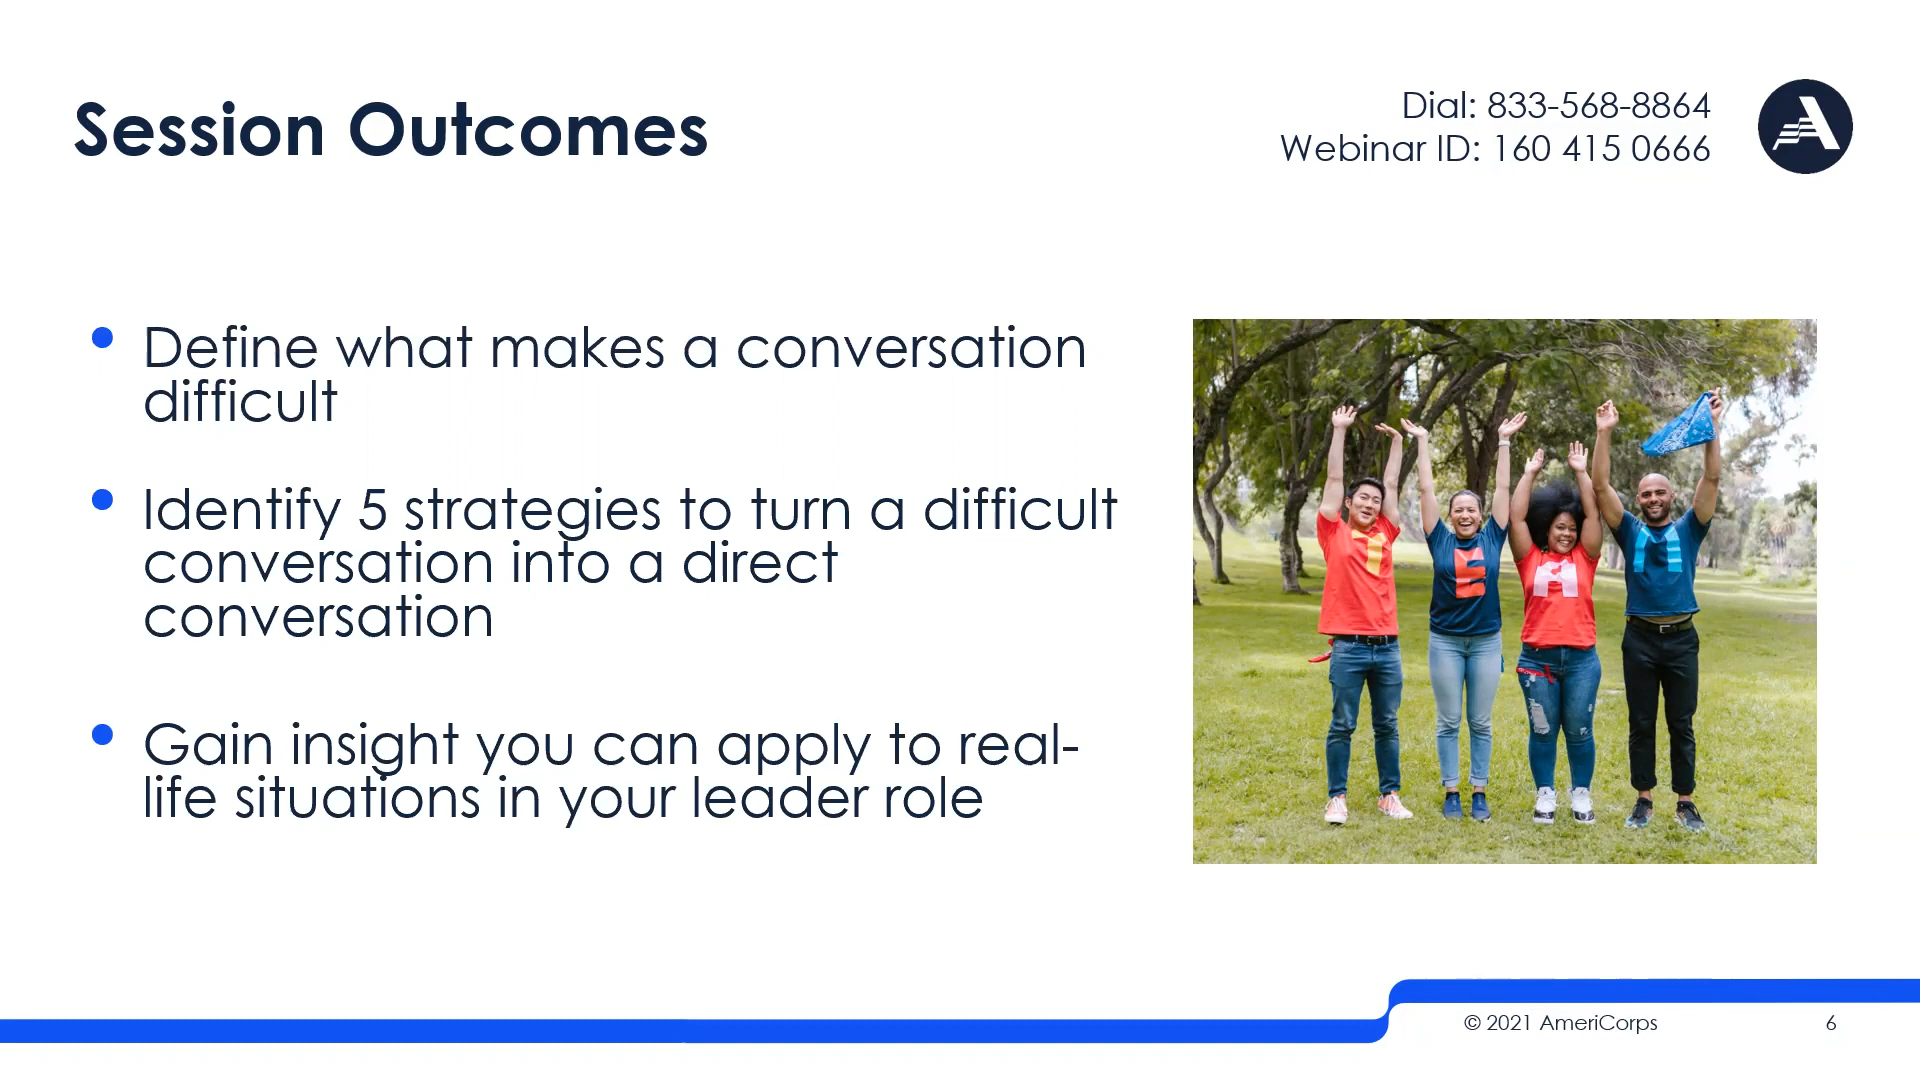 Session Outcomes
Dial: 833-568-8864
Webinar ID: 160 415 0666
A
• Define what makes a conversation
difficult
• Identify 5 strategies to turn a difficult
conversation into a direct
conversation
• Gain insight you can apply to real-
life situations in your leader role
T E A M
© 2021 AmeriCorps
6